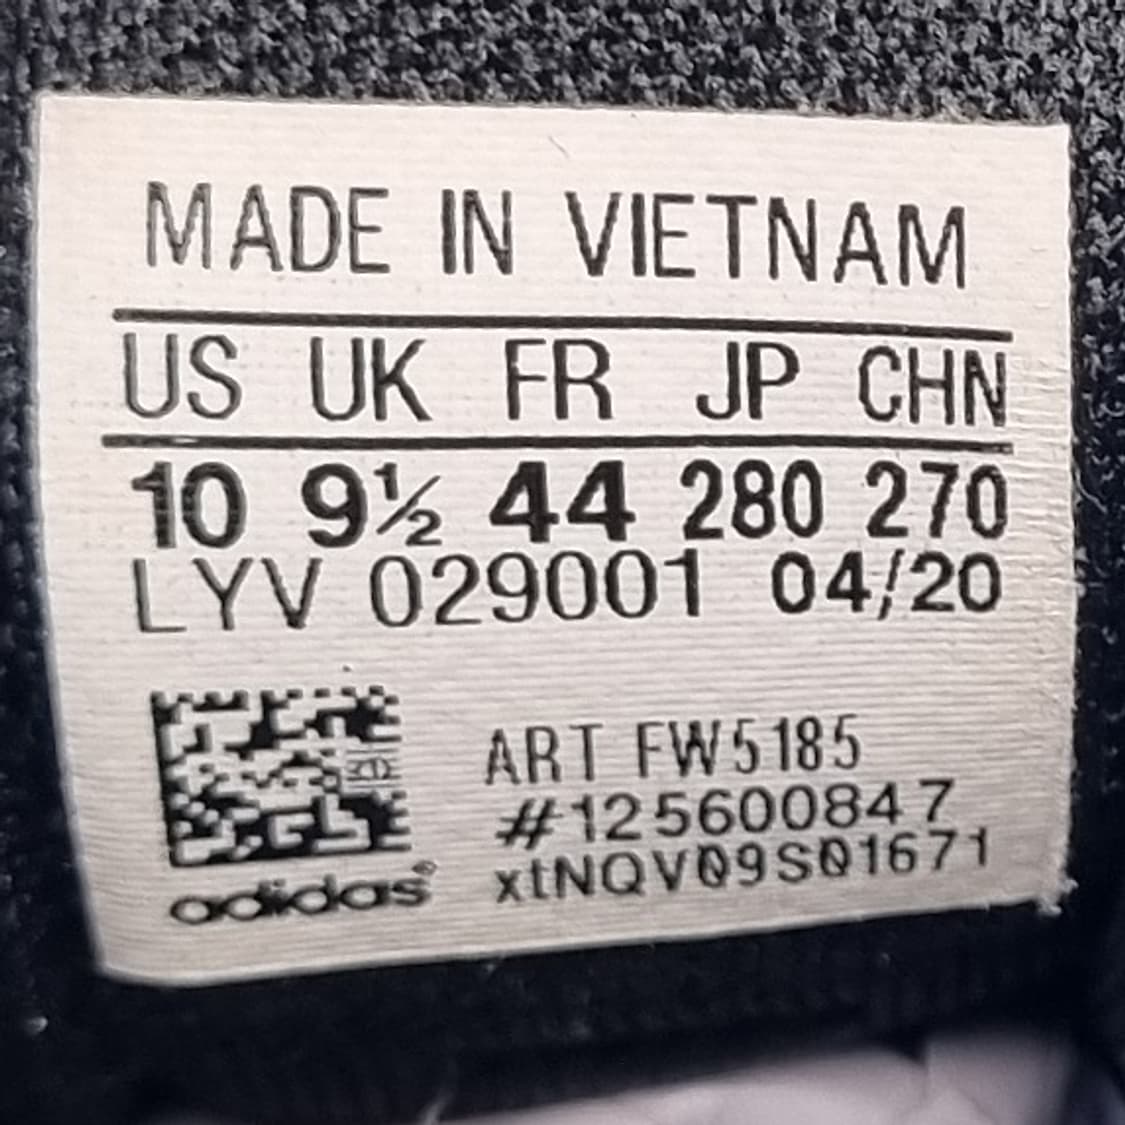 MADE IN VIETNAM
US UK FR JP CHN
10 9½ 44 280 270
LYV 029001 04/20
ART FW5185
#125600847
xtNQV09S01671
adidas®